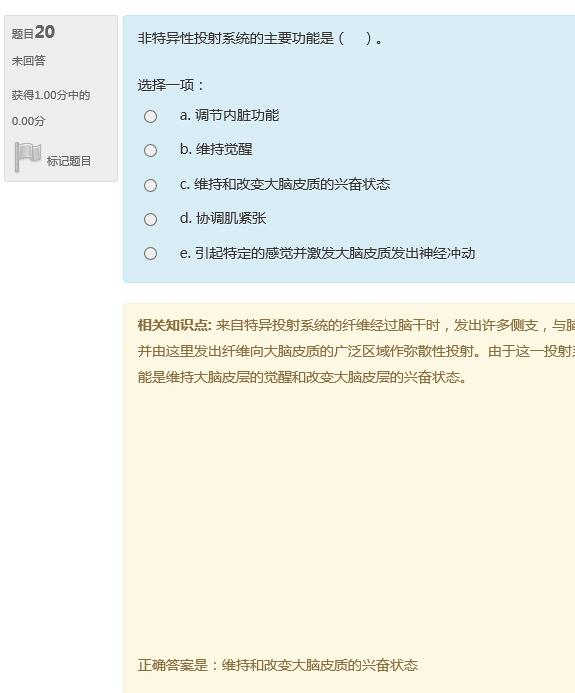 题目20
未回答
获得1.00分中的
0.00分
标记题目
非特异性投射系统的主要功能是（　）。
选择一项：
a. 调节内脏功能
b. 维持觉醒
c. 维持和改变大脑皮质的兴奋状态
d. 协调肌紧张
e. 引起特定的感觉并激发大脑皮质发出神经冲动
相关知识点: 来自特异投射系统的纤维经过脑干时，发出许多侧支，与脑
并由这里发出纤维向大脑皮质的广泛区域作弥散性投射。由于这一投射
能是维持大脑皮层的觉醒和改变大脑皮层的兴奋状态。
正确答案是：维持和改变大脑皮质的兴奋状态